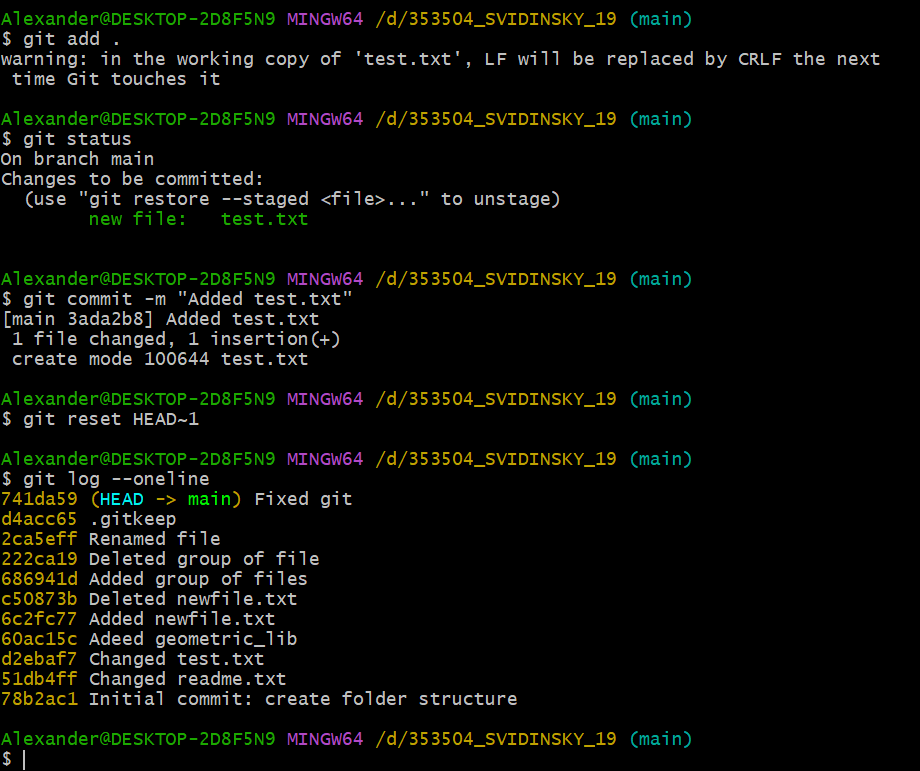 Alexander@DESKTOP-2D8F5N9 MINGW64 /d/353504_SVIDINSKY_19 (main)
$ git add .
warning: in the working copy of 'test.txt', LF will be replaced by CRLF the next
 time Git touches it

Alexander@DESKTOP-2D8F5N9 MINGW64 /d/353504_SVIDINSKY_19 (main)
$ git status
On branch main
Changes to be committed:
  (use "git restore --staged <file>..." to unstage)
        new file:   test.txt


Alexander@DESKTOP-2D8F5N9 MINGW64 /d/353504_SVIDINSKY_19 (main)
$ git commit -m "Added test.txt"
[main 3ada2b8] Added test.txt
 1 file changed, 1 insertion(+)
 create mode 100644 test.txt

Alexander@DESKTOP-2D8F5N9 MINGW64 /d/353504_SVIDINSKY_19 (main)
$ git reset HEAD~1

Alexander@DESKTOP-2D8F5N9 MINGW64 /d/353504_SVIDINSKY_19 (main)
$ git log --oneline
741da59 (HEAD -> main) Fixed git
d4acc65 .gitkeep
2ca5eff Renamed file
222ca19 Deleted group of file
686941d Added group of files
c50873b Deleted newfile.txt
6c2fc77 Added newfile.txt
60ac15c Adeed geometric_lib
d2ebaf7 Changed test.txt
51db4ff Changed readme.txt
78b2ac1 Initial commit: create folder structure

Alexander@DESKTOP-2D8F5N9 MINGW64 /d/353504_SVIDINSKY_19 (main)
$